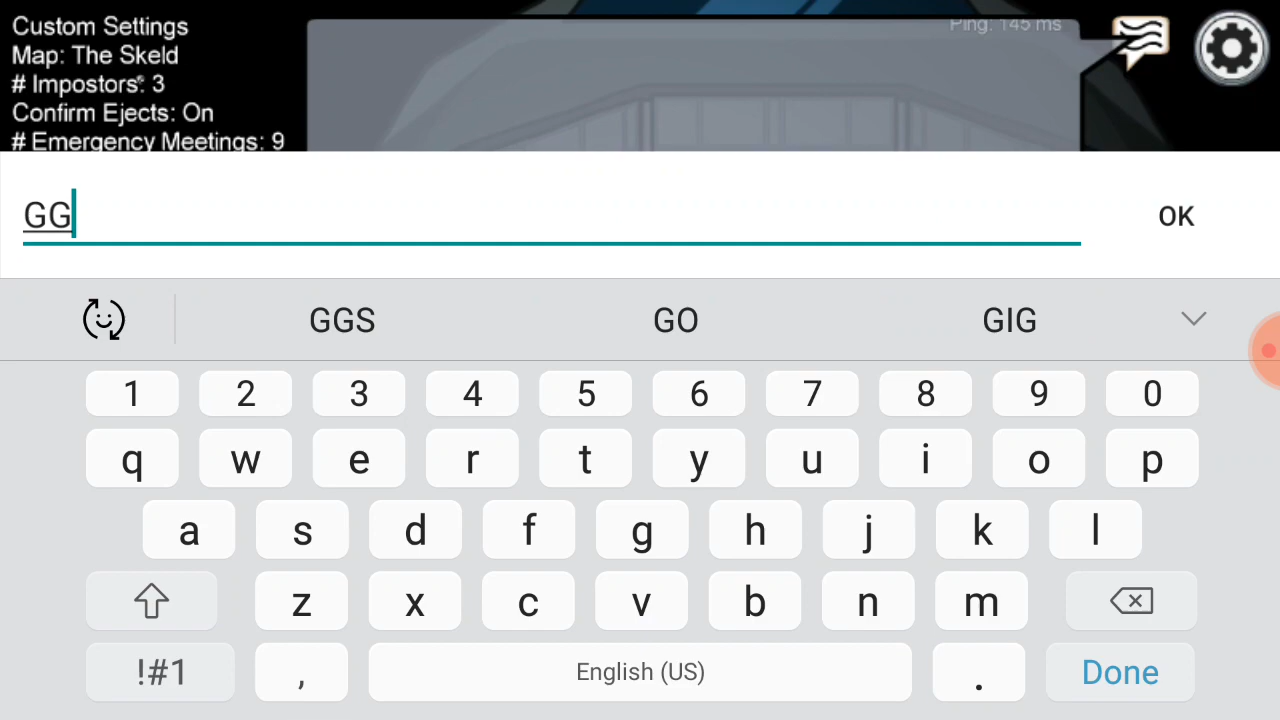 Custom Settings
Ping: 145 ms
Map: The Skeld
# Impostors: 3
Confirm Ejects: On
# Emergency Meetings: 9
GG
OK
GGS GO GIG
1 2 3 4 5 6 7 8 9 0
q w e r t y u i o p
a s d f g h j k l
z x c v b n m
!#1 , English (US) . Done